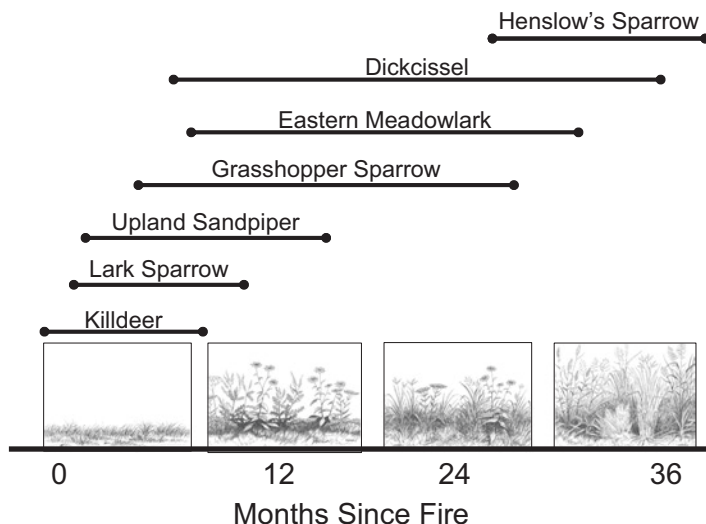 Henslow's Sparrow
Dickcissel
Eastern Meadowlark
Grasshopper Sparrow
Upland Sandpiper
Lark Sparrow
Killdeer
0 12 24 36
Months Since Fire